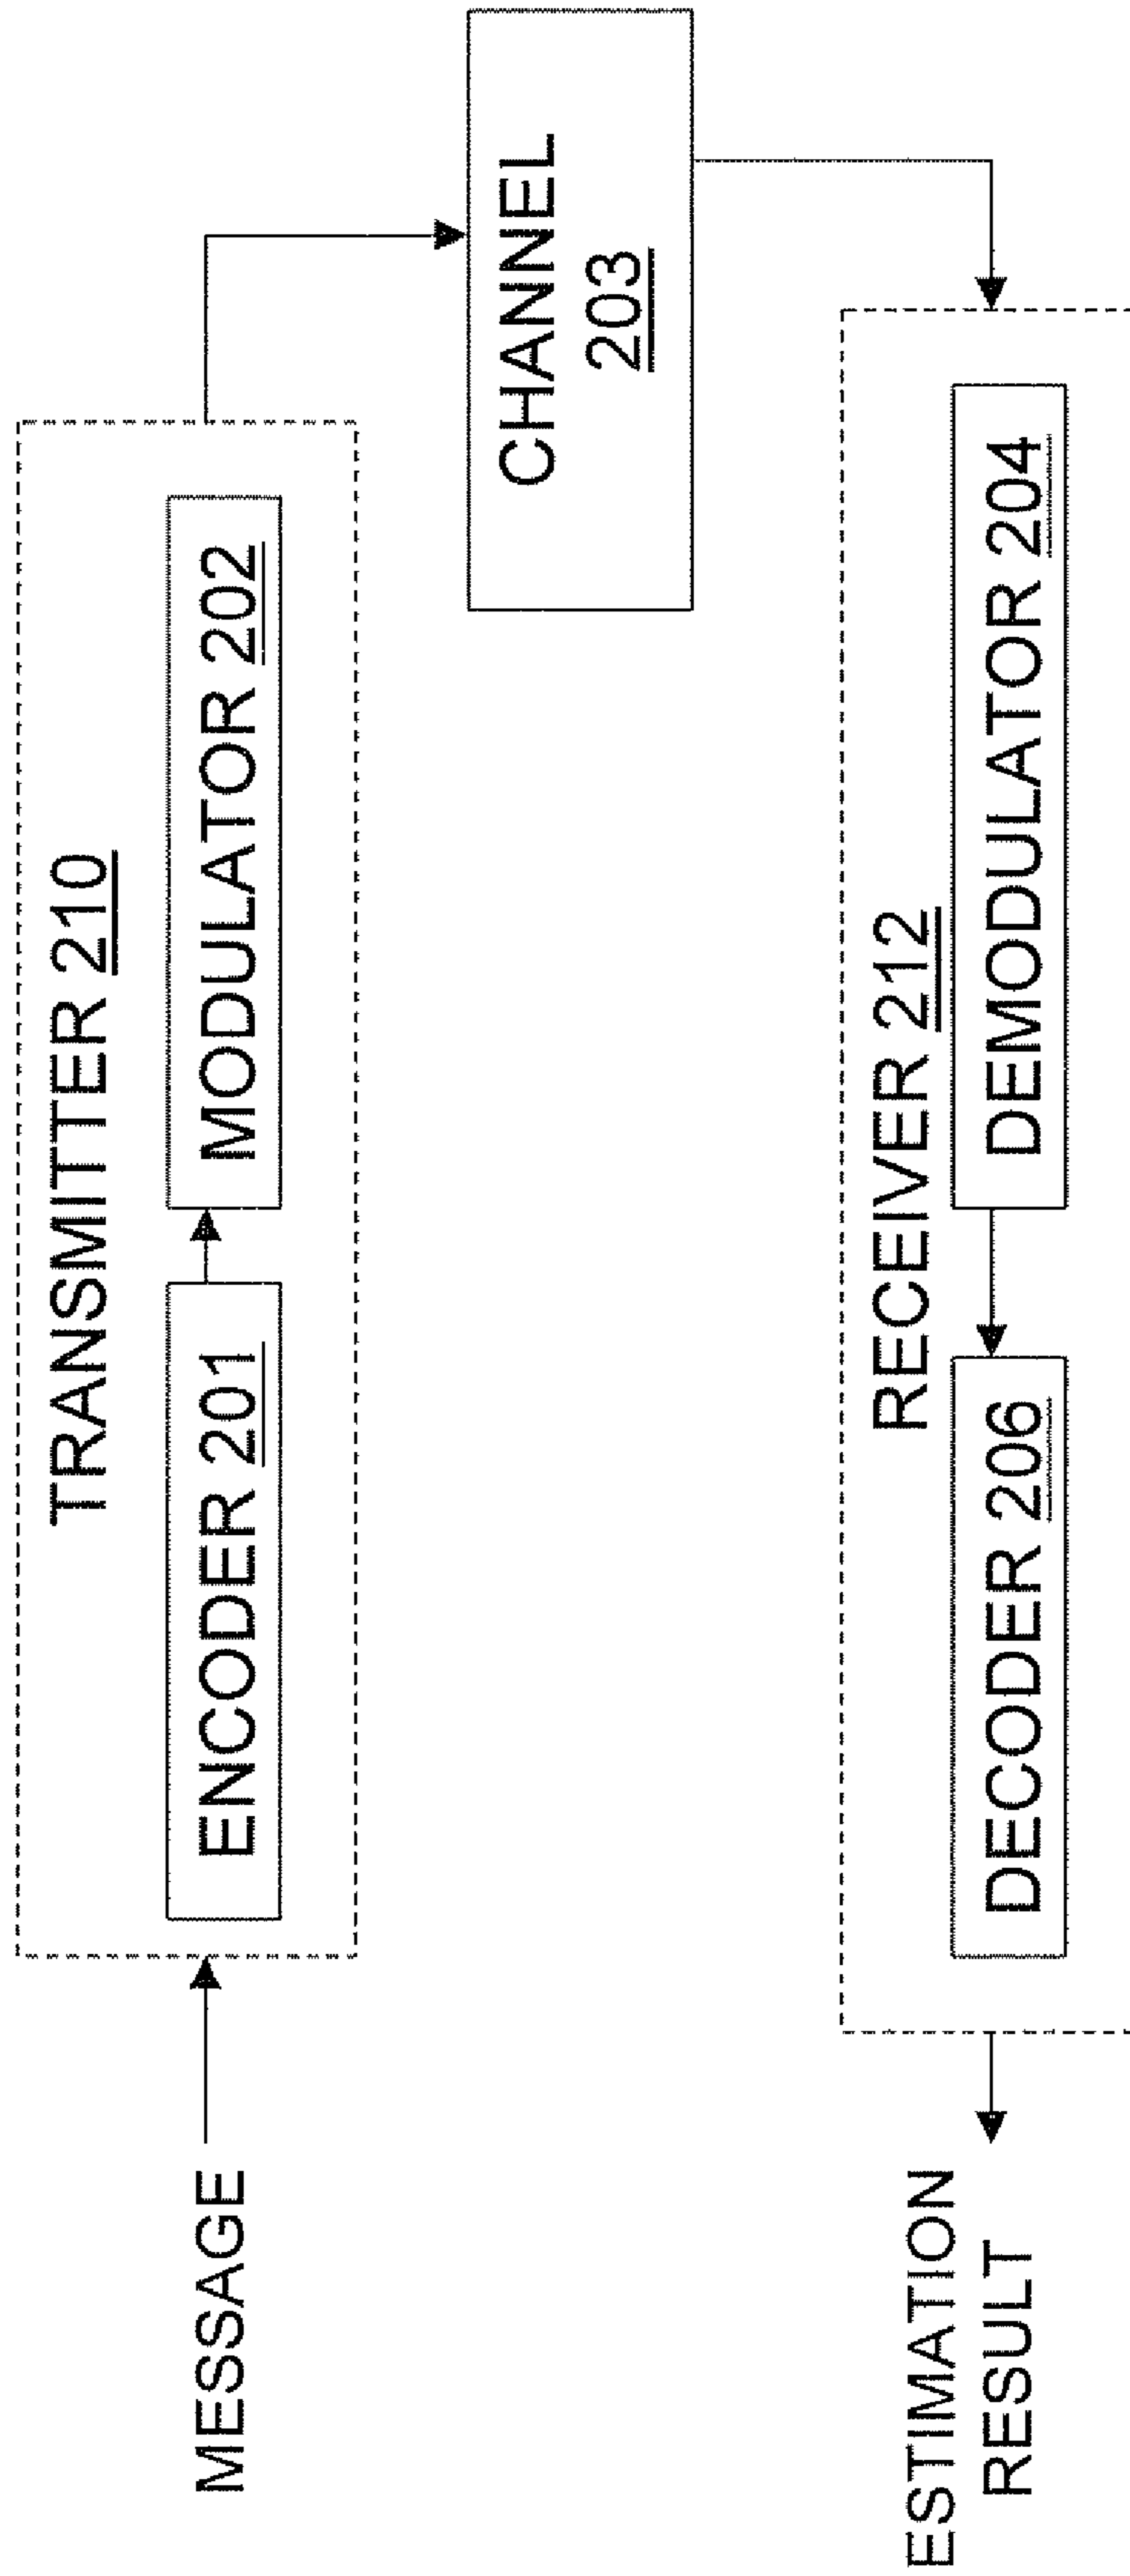 TRANSMITTER 210
MESSAGE
ENCODER 201
MODULATOR 202
CHANNEL
203
RECEIVER 212
ESTIMATION
RESULT
DECODER 206
DEMODULATOR 204